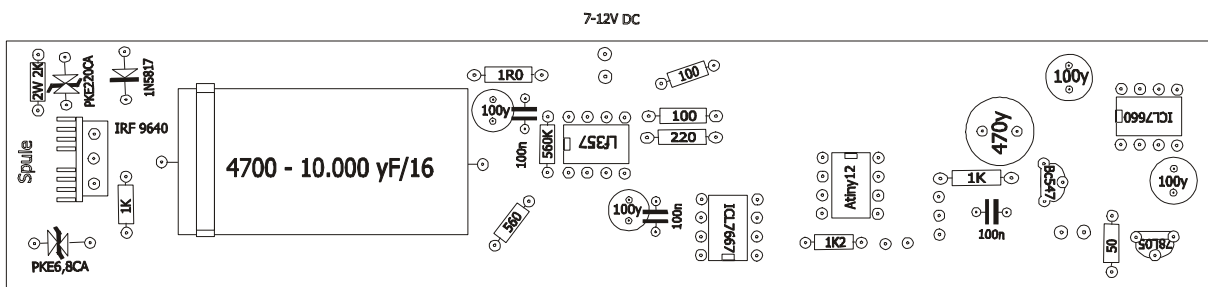 7-12V DC
2W 2K
PKE220CA
1N5817
IRF 9640
Spule
1K
PKE6,8CA
4700 - 10.000 yF/16
1R0
100y
100n
560K
LF357
560
100
100
220
100y
100n
ICL7667
Atiny12
1K2
470y
100y
ICL7660
1K
Bc547
100n
100y
50
78L05